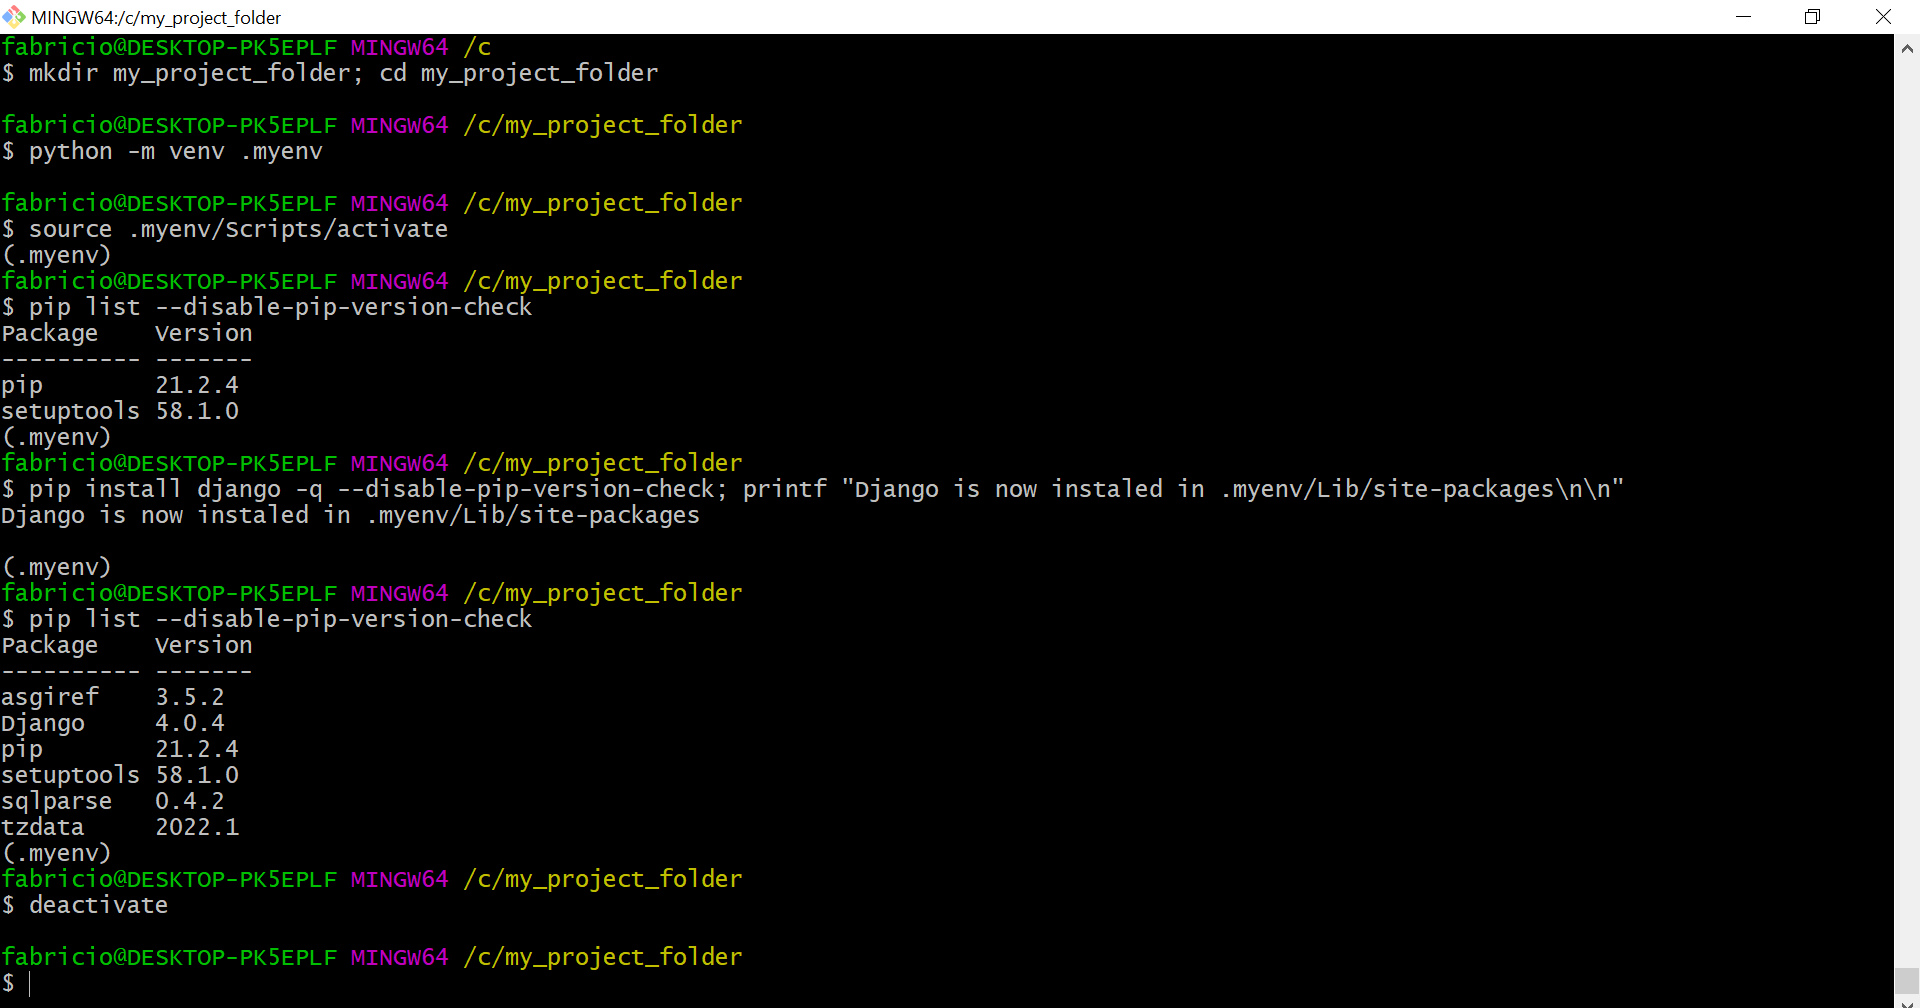 MINGW64:/c/my_project_folder
fabricio@DESKTOP-PK5EPLF MINGW64 /c
$ mkdir my_project_folder; cd my_project_folder
fabricio@DESKTOP-PK5EPLF MINGW64 /c/my_project_folder
$ python -m venv .myenv
fabricio@DESKTOP-PK5EPLF MINGW64 /c/my_project_folder
$ source .myenv/Scripts/activate
(.myenv)
fabricio@DESKTOP-PK5EPLF MINGW64 /c/my_project_folder
$ pip list --disable-pip-version-check
Package    Version
---------- -------
pip        21.2.4
setuptools 58.1.0
(.myenv)
fabricio@DESKTOP-PK5EPLF MINGW64 /c/my_project_folder
$ pip install django -q --disable-pip-version-check; printf "Django is now instaled in .myenv/Lib/site-packages\n\n"
Django is now instaled in .myenv/Lib/site-packages
(.myenv)
fabricio@DESKTOP-PK5EPLF MINGW64 /c/my_project_folder
$ pip list --disable-pip-version-check
Package    Version
---------- -------
asgiref    3.5.2
Django     4.0.4
pip        21.2.4
setuptools 58.1.0
sqlparse   0.4.2
tzdata     2022.1
(.myenv)
fabricio@DESKTOP-PK5EPLF MINGW64 /c/my_project_folder
$ deactivate
fabricio@DESKTOP-PK5EPLF MINGW64 /c/my_project_folder
$